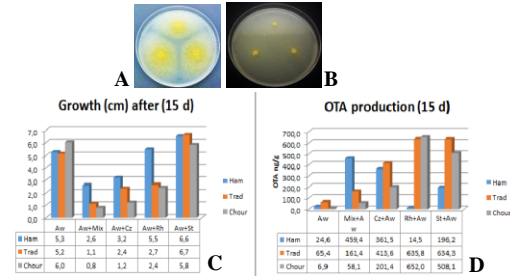 A
B
Growth (cm) after (15 d)
7,0
6,0
5,0
4,0
3,0
2,0
1,0
0,0
Aw Aw+Mix Aw+Cz Aw+Rh Aw+St
Ham 5,3 2,6 3,2 5,5 6,6
Trad 5,2 1,1 2,4 2,7 6,7
Chour 6,0 0,8 1,2 2,4 5,8
Ham
Trad
Chour
C
OTA production (15 d)
OTA ng/g
700,0
600,0
500,0
400,0
300,0
200,0
100,0
0,0
Aw Mix+A Cz+Aw Rh+Aw St+Aw
w
Ham 24,6 459,4 361,5 14,5 196,2
Trad 65,4 161,4 413,6 635,8 634,3
Chour 6,9 58,1 201,4 652,0 508,1
Ham
Trad
Chour
D